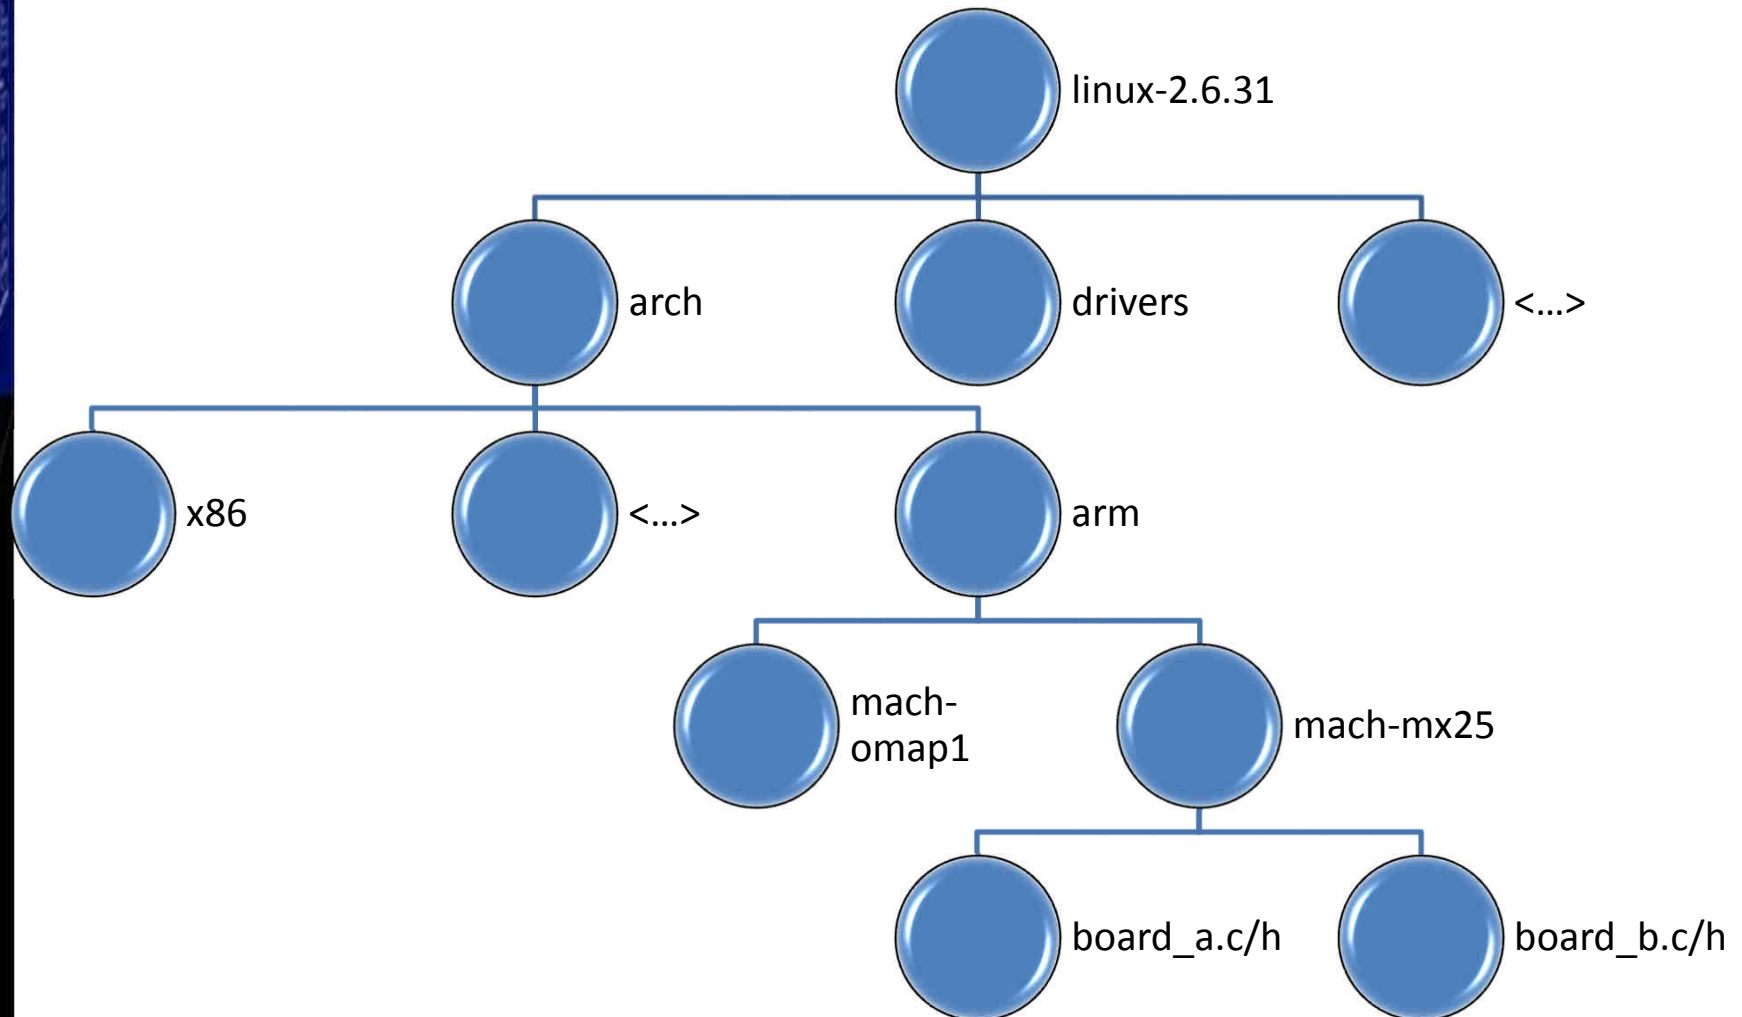 linux-2.6.31
arch
drivers
<...>
x86
<...>
arm
mach-
omap1
mach-mx25
board_a.c/h
board_b.c/h